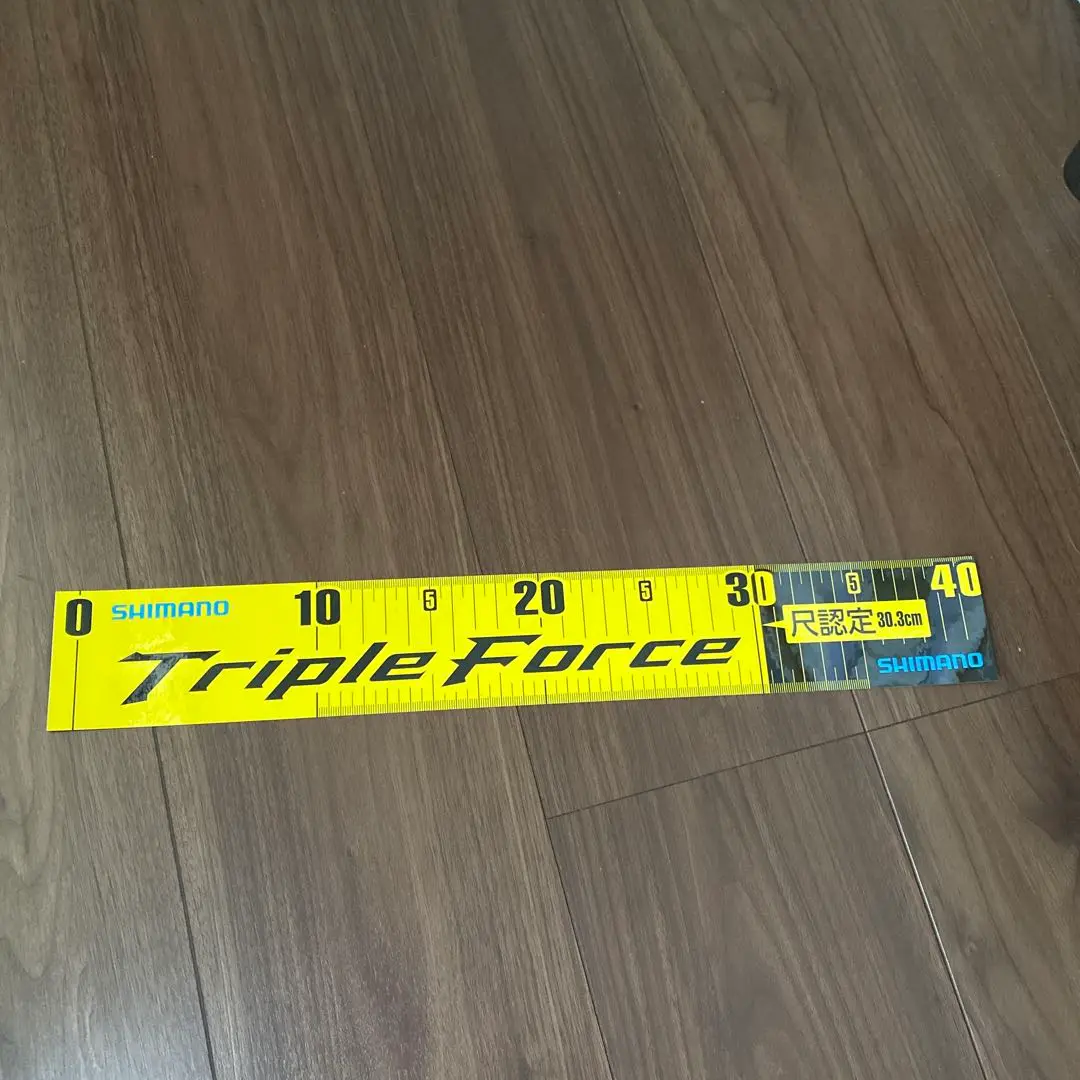 0 SHIMANO 10 5 20 5 30 5 40
Triple Force
尺認定 30.3cm
SHIMANO